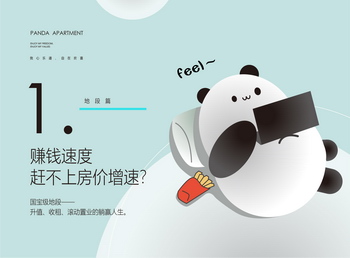 PANDA APARTMENT
feel~
1.
地段篇
赚钱速度
赶不上房价增速?
国宝级地段——
升值、收租、滚动置业的躺赢人生。